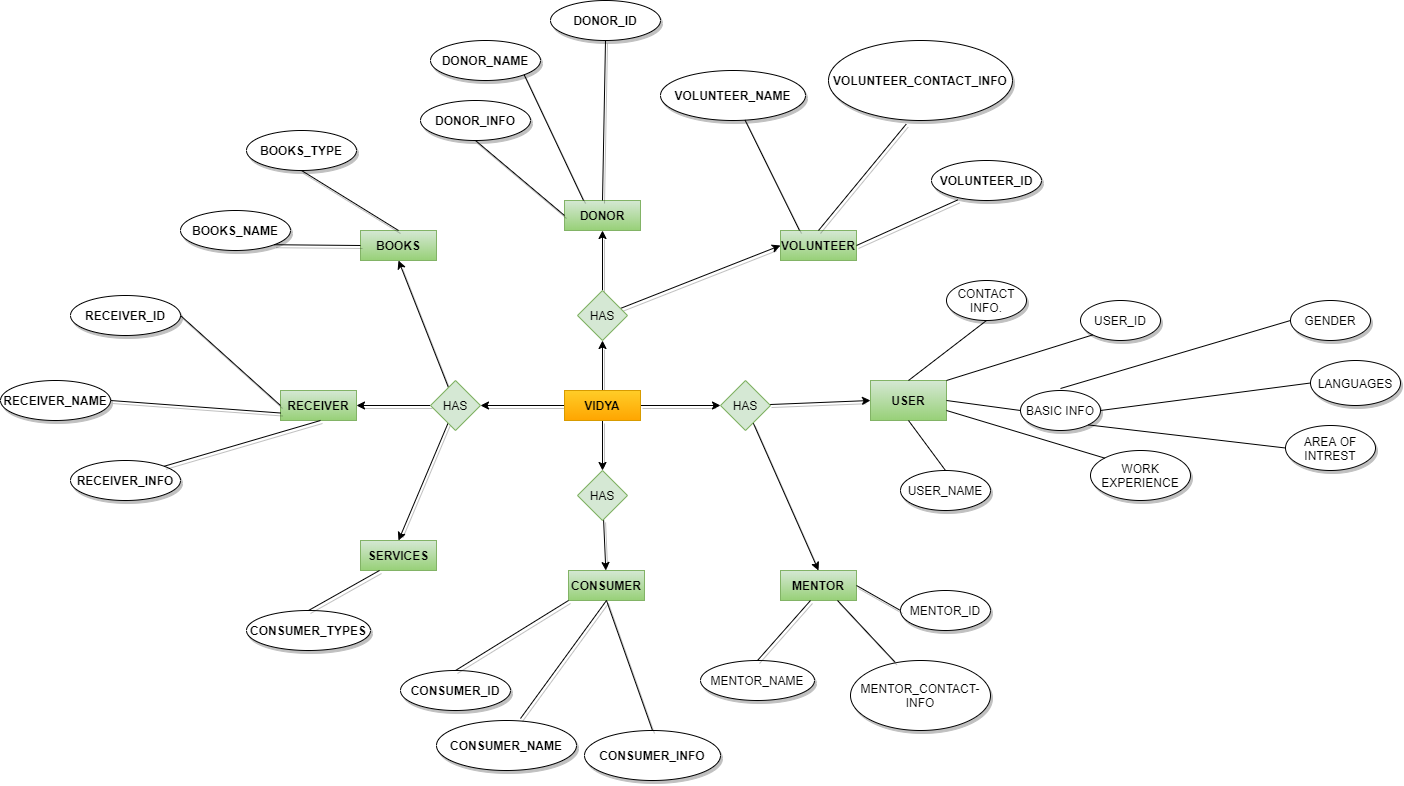 DONOR_ID
DONOR_NAME
DONOR_INFO
VOLUNTEER_NAME
VOLUNTEER_CONTACT_INFO
BOOKS_TYPE
VOLUNTEER_ID
BOOKS_NAME
DONOR
BOOKS
VOLUNTEER
RECEIVER_ID
HAS
CONTACT
INFO.
USER_ID
GENDER
RECEIVER_NAME
RECEIVER
HAS
VIDYA
HAS
USER
BASIC INFO
LANGUAGES
AREA OF
INTREST
RECEIVER_INFO
HAS
USER_NAME
WORK
EXPERIENCE
SERVICES
CONSUMER
MENTOR
CONSUMER_TYPES
MENTOR_ID
CONSUMER_ID
MENTOR_NAME
MENTOR_CONTACT-
INFO
CONSUMER_NAME
CONSUMER_INFO